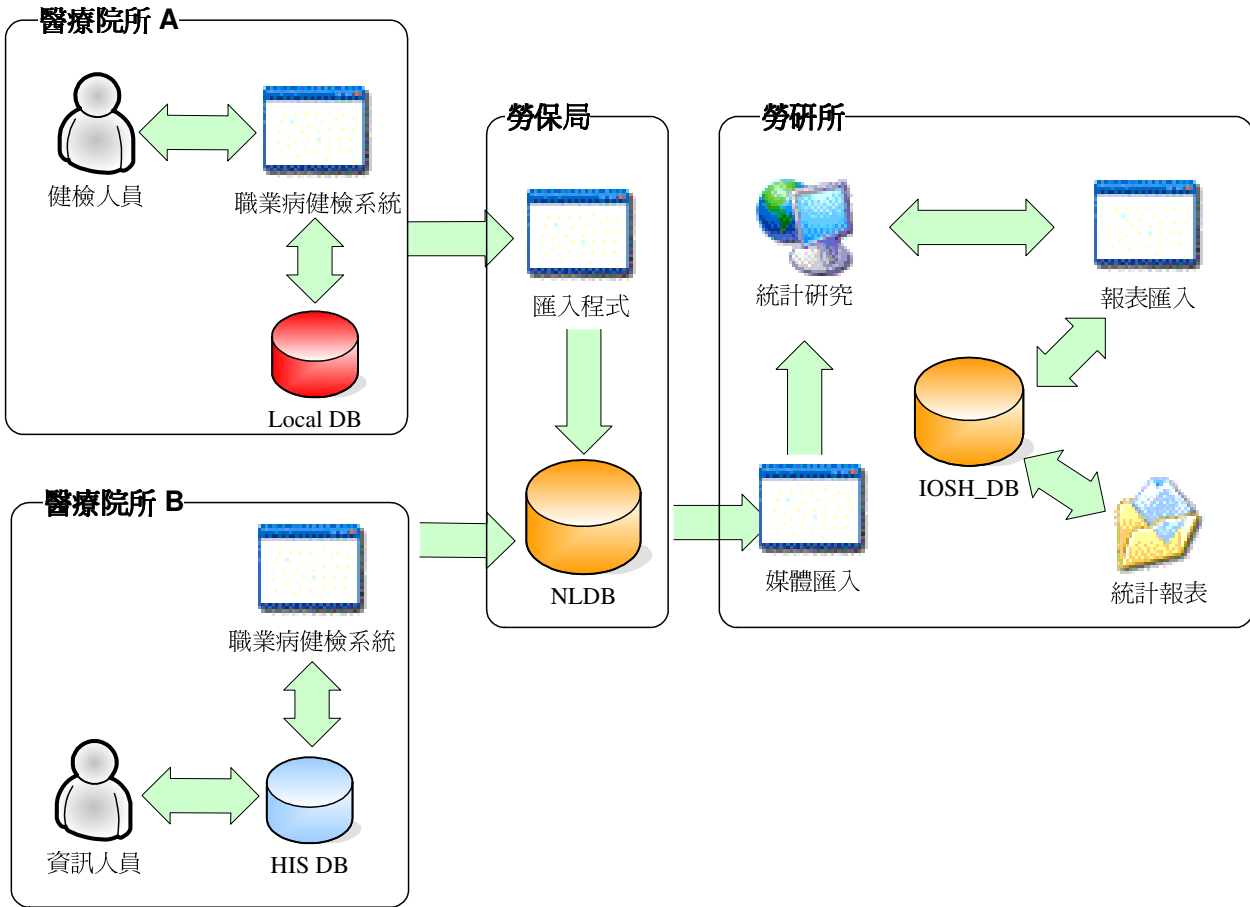 醫療院所 A
健檢人員
職業病健檢系統
Local DB
醫療院所 B
職業病健檢系統
資訊人員
HIS DB
勞保局
匯入程式
NLDB
勞研所
統計研究
報表匯入
IOSH_DB
媒體匯入
統計報表